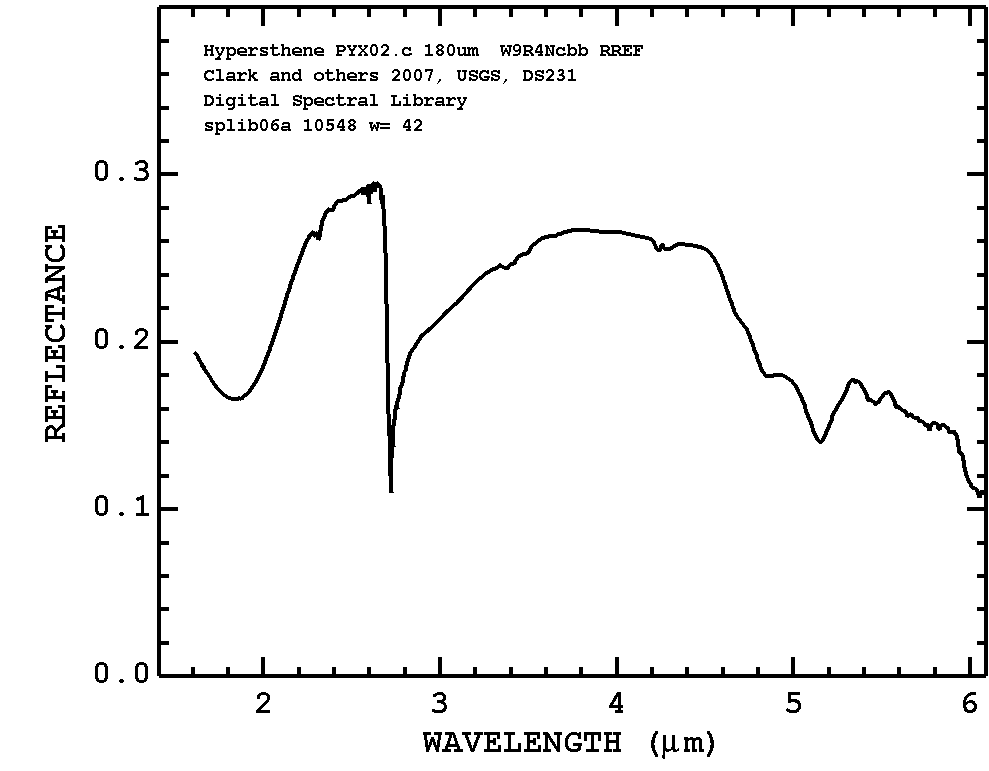 Hypersthene PYX02.c 180um W9R4Ncbb RREF
Clark and others 2007, USGS, DS231
Digital Spectral Library
splib06a 10548 w= 42
REFLECTANCE
0.3
0.2
0.1
0.0
2 3 4 5 6
WAVELENGTH (μm)